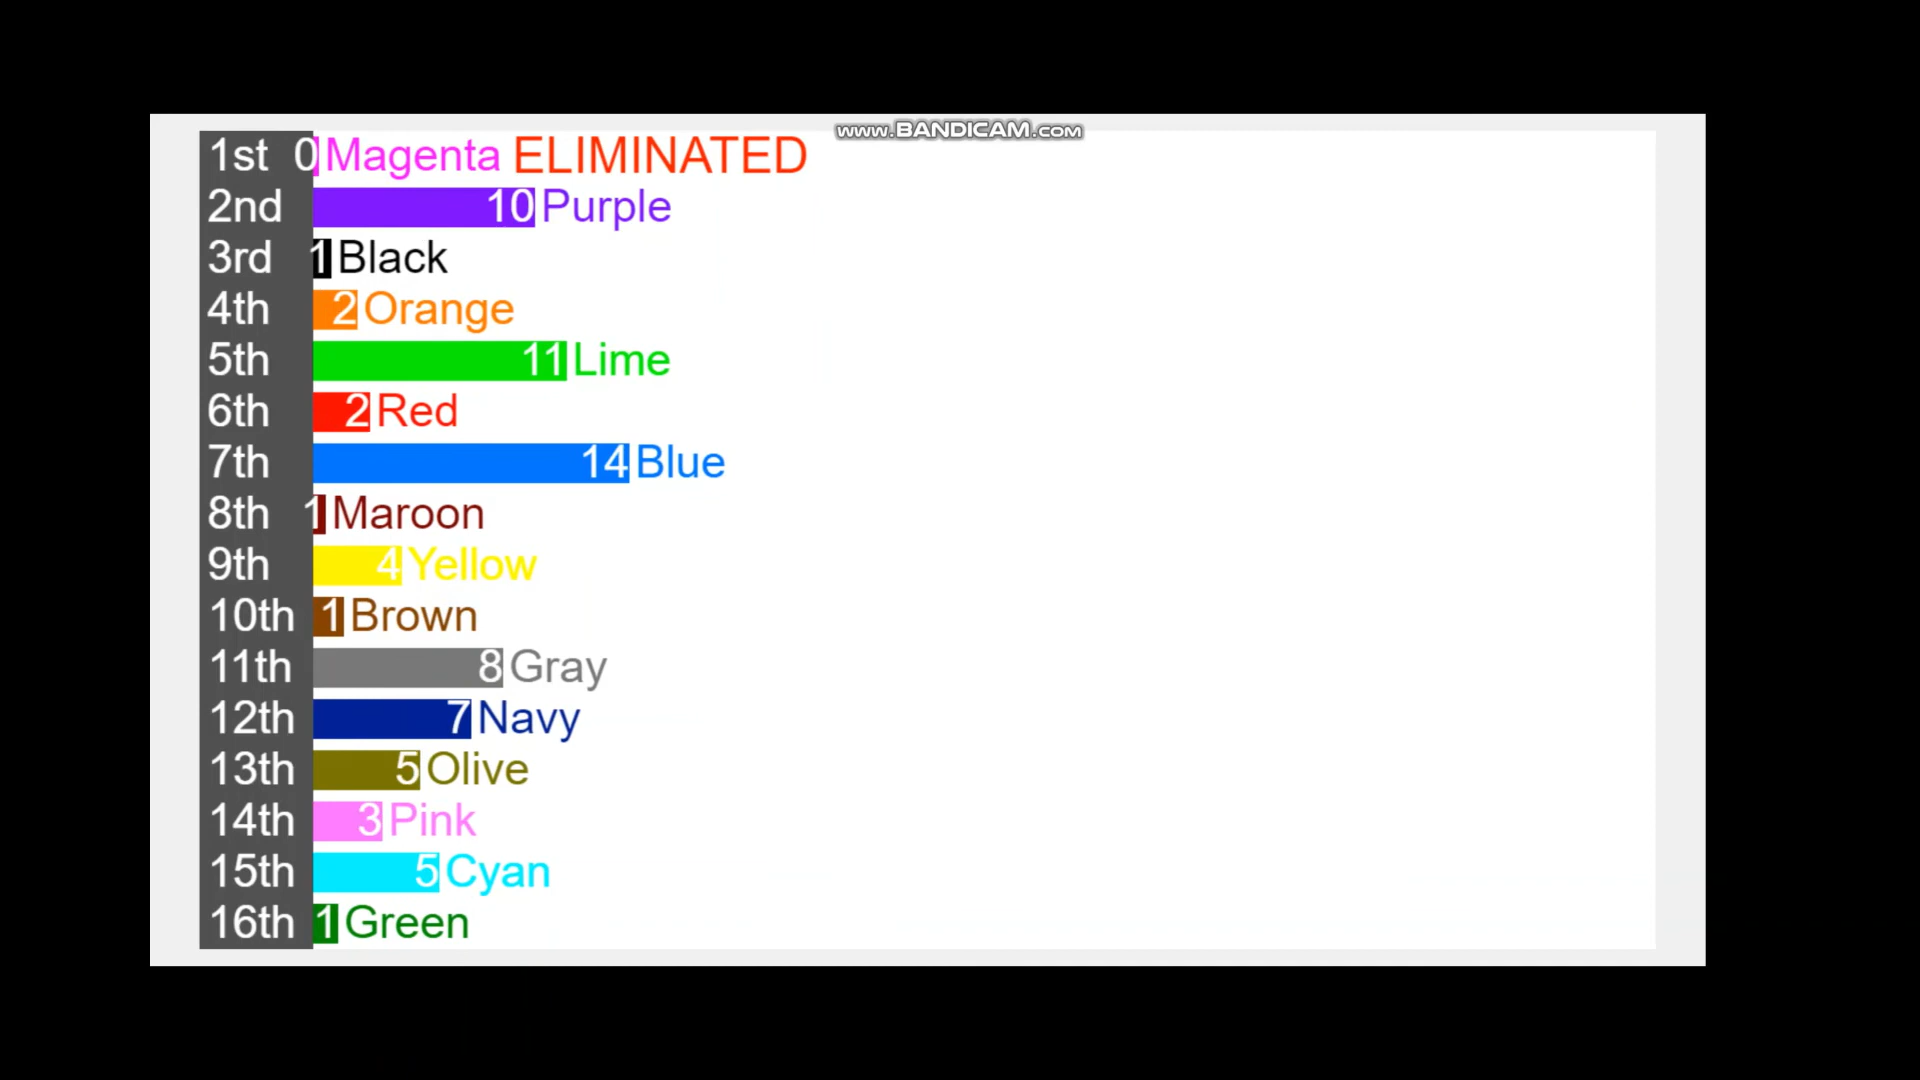 www.BANDICAM.com
1st 0 Magenta ELIMINATED
2nd 10 Purple
3rd 1 Black
4th 2 Orange
5th 11 Lime
6th 2 Red
7th 14 Blue
8th 1 Maroon
9th 4 Yellow
10th 1 Brown
11th 8 Gray
12th 7 Navy
13th 5 Olive
14th 3 Pink
15th 5 Cyan
16th 1 Green